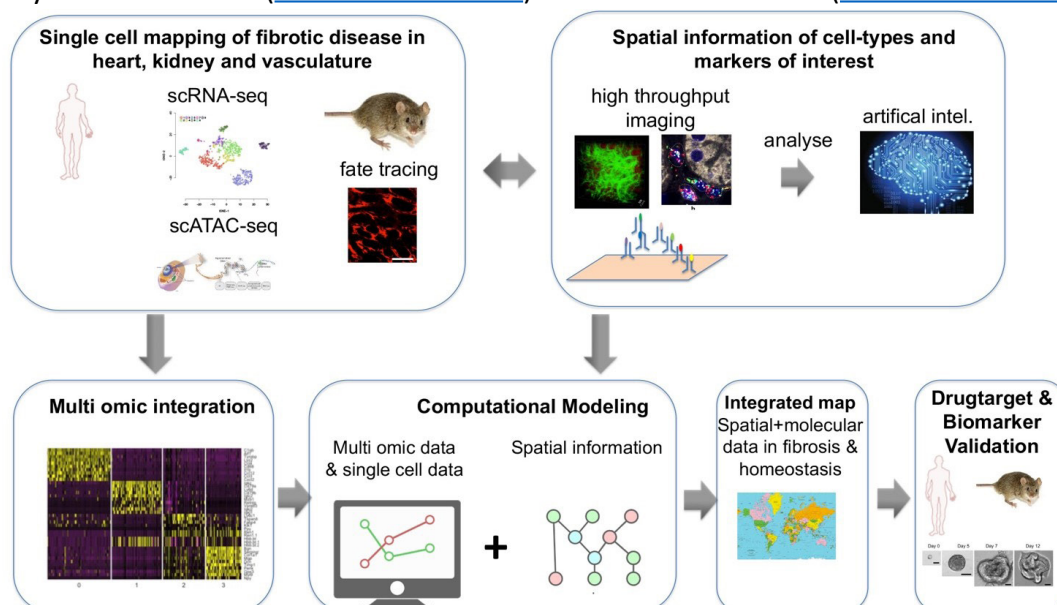 Single cell mapping of fibrotic disease in
heart, kidney and vasculature
scRNA-seq
fate tracing
scATAC-seq
Spatial information of cell-types and
markers of interest
high throughput
imaging
analyse
artifical intel.
Multi omic integration
0 1 2 3
Computational Modeling
Multi omic data
& single cell data
Spatial information
+
Integrated map
Spatial+molecular
data in fibrosis &
homeostasis
Drugtarget &
Biomarker
Validation
Day 0 Day 5 Day 7 Day 12